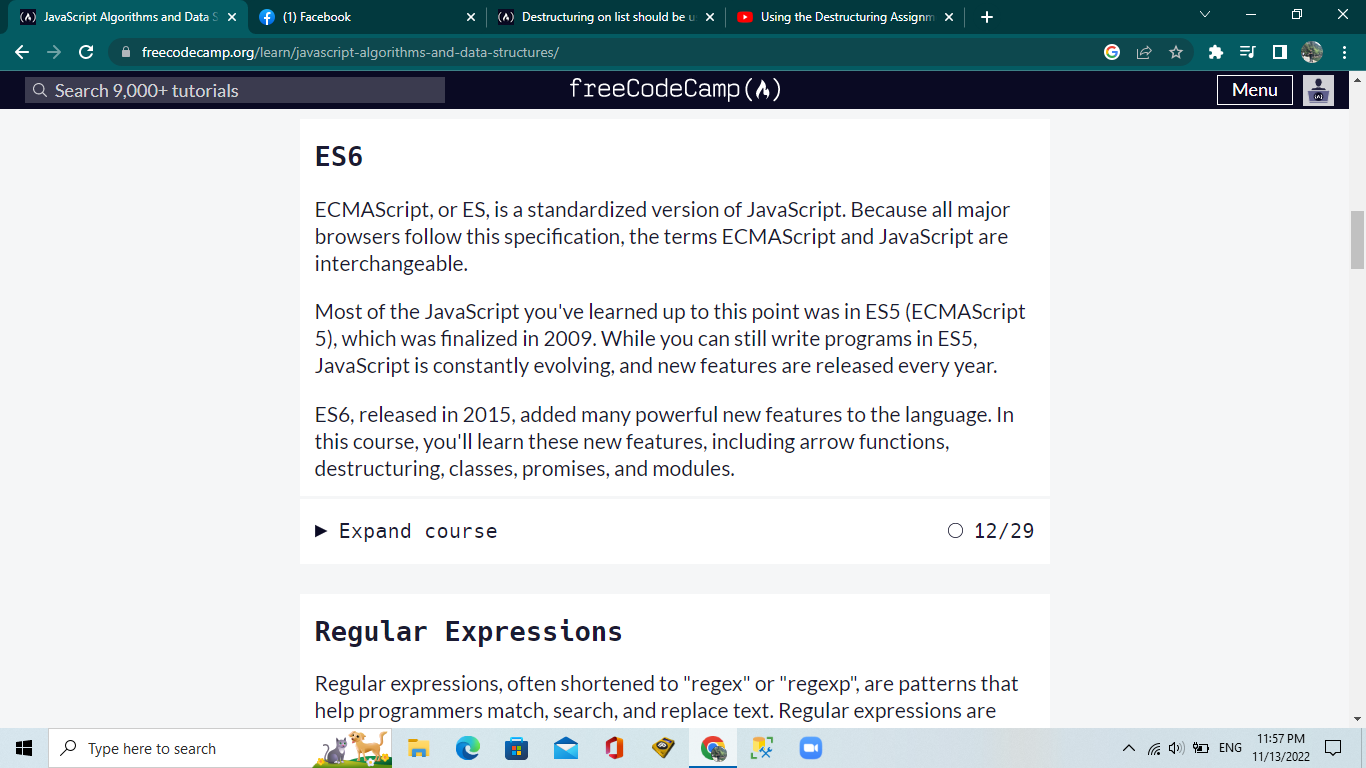 JavaScript Algorithms and Data S
(1) Facebook
Destructuring on list should be u
Using the Destructuring Assignm
freecodecamp.org/learn/javascript-algorithms-and-data-structures/
Search 9,000+ tutorials
freeCodeCamp
Menu
ES6
ECMAScript, or ES, is a standardized version of JavaScript. Because all major
browsers follow this specification, the terms ECMAScript and JavaScript are
interchangeable.
Most of the JavaScript you've learned up to this point was in ES5 (ECMAScript
5), which was finalized in 2009. While you can still write programs in ES5,
JavaScript is constantly evolving, and new features are released every year.
ES6, released in 2015, added many powerful new features to the language. In
this course, you'll learn these new features, including arrow functions,
destructuring, classes, promises, and modules.
Expand course
12/29
Regular Expressions
Regular expressions, often shortened to "regex" or "regexp", are patterns that
help programmers match, search, and replace text. Regular expressions are
Type here to search
ENG
11:57 PM
11/13/2022